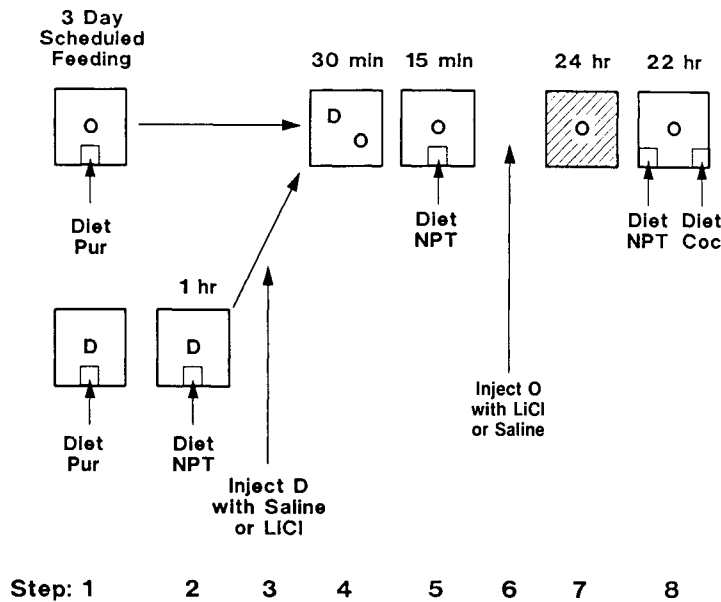 3 Day
Scheduled
Feeding
30 min
15 min
24 hr
22 hr
O
D
O
O
O
O
Diet
Pur
Diet
NPT
Diet
NPT
Diet
Coc
1 hr
D
D
Diet
Pur
Diet
NPT
Inject D
with Saline
or LiCl
Inject O
with LiCl
or Saline
Step: 1 2 3 4 5 6 7 8